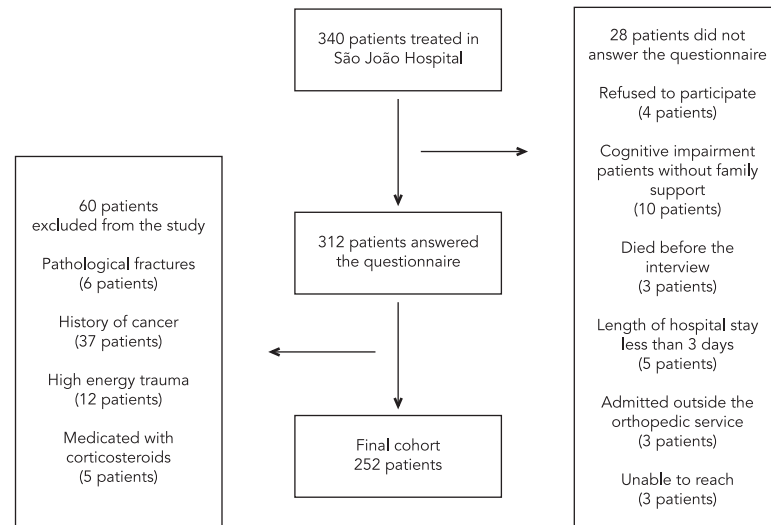 340 patients treated in
São João Hospital
28 patients did not
answer the questionnaire
Refused to participate
(4 patients)
Cognitive impairment
patients without family
support
(10 patients)
Died before the
interview
(3 patients)
Length of hospital stay
less than 3 days
(5 patients)
Admitted outside the
orthopedic service
(3 patients)
Unable to reach
(3 patients)
312 patients answered
the questionnaire
60 patients
excluded from the study
Pathological fractures
(6 patients)
History of cancer
(37 patients)
High energy trauma
(12 patients)
Medicated with
corticosteroids
(5 patients)
Final cohort
252 patients